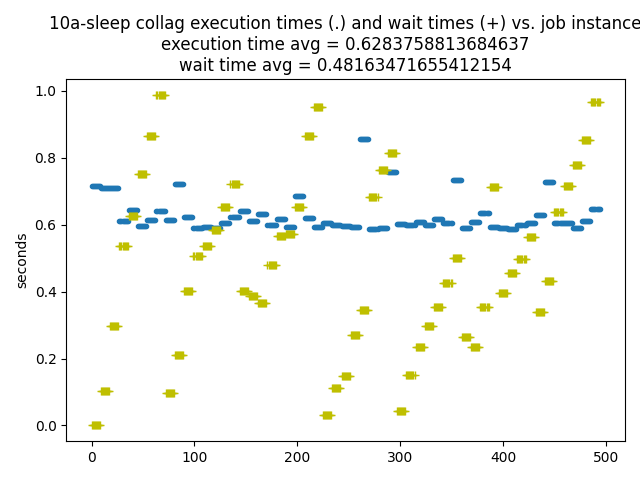 10a-sleep collag execution times (.) and wait times (+) vs. job instance
execution time avg = 0.6283758813684637
wait time avg = 0.48163471655412154
1.0
0.8
0.6
0.4
0.2
0.0
seconds
0 100 200 300 400 500